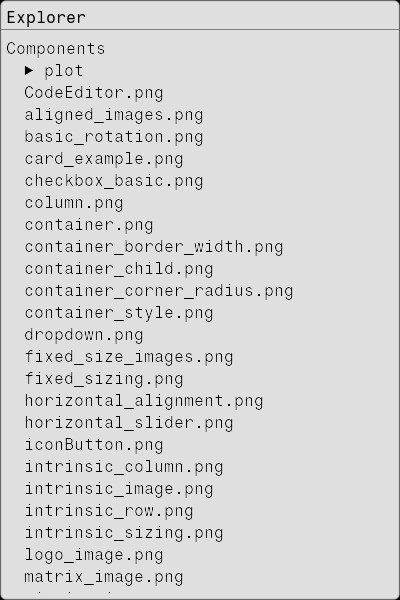 Explorer
Components
▶ plot
CodeEditor.png
aligned_images.png
basic_rotation.png
card_example.png
checkbox_basic.png
column.png
container.png
container_border_width.png
container_child.png
container_corner_radius.png
container_style.png
dropdown.png
fixed_size_images.png
fixed_sizing.png
horizontal_alignment.png
horizontal_slider.png
iconButton.png
intrinsic_column.png
intrinsic_image.png
intrinsic_row.png
intrinsic_sizing.png
logo_image.png
matrix_image.png